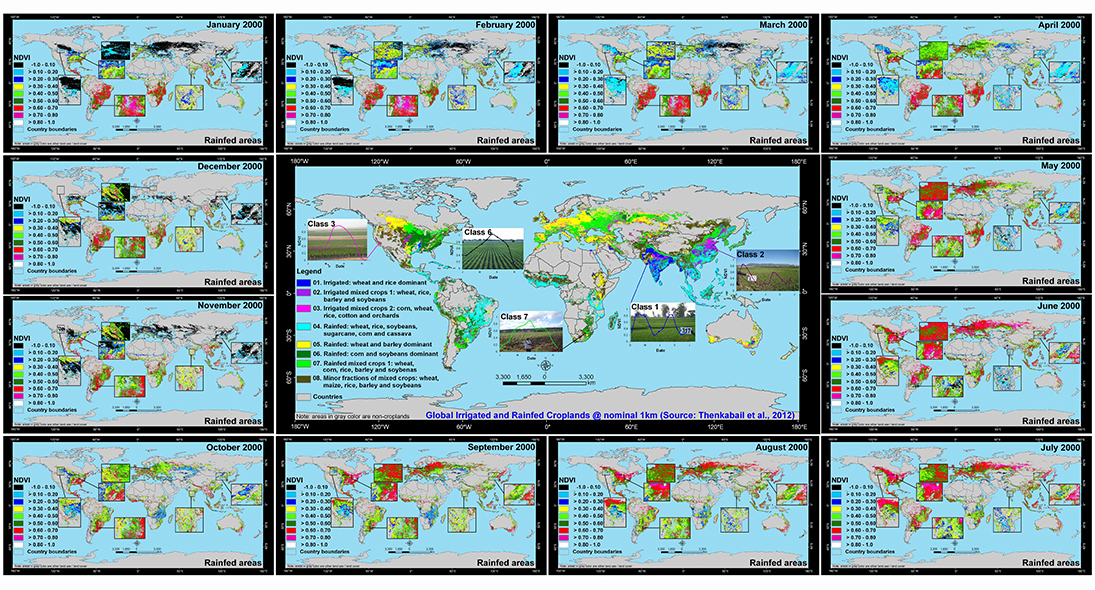 January 2000
NDVI
-1.0 - 0.10
> 0.10 - 0.20
> 0.20 - 0.30
> 0.30 - 0.40
> 0.40 - 0.50
> 0.50 - 0.60
> 0.60 - 0.70
> 0.70 - 0.80
> 0.80 - 1.0
Country boundaries
Rainfed areas
February 2000
NDVI
-1.0 - 0.10
> 0.10 - 0.20
> 0.20 - 0.30
> 0.30 - 0.40
> 0.40 - 0.50
> 0.50 - 0.60
> 0.60 - 0.70
> 0.70 - 0.80
> 0.80 - 1.0
Country boundaries
Rainfed areas
March 2000
NDVI
-1.0 - 0.10
> 0.10 - 0.20
> 0.20 - 0.30
> 0.30 - 0.40
> 0.40 - 0.50
> 0.50 - 0.60
> 0.60 - 0.70
> 0.70 - 0.80
> 0.80 - 1.0
Country boundaries
Rainfed areas
April 2000
NDVI
-1.0 - 0.10
> 0.10 - 0.20
> 0.20 - 0.30
> 0.30 - 0.40
> 0.40 - 0.50
> 0.50 - 0.60
> 0.60 - 0.70
> 0.70 - 0.80
> 0.80 - 1.0
Country boundaries
Rainfed areas
December 2000
NDVI
-1.0 - 0.10
> 0.10 - 0.20
> 0.20 - 0.30
> 0.30 - 0.40
> 0.40 - 0.50
> 0.50 - 0.60
> 0.60 - 0.70
> 0.70 - 0.80
> 0.80 - 1.0
Country boundaries
Rainfed areas
180°W 120°W 60°W 0° 60°E 120°E 180°E
60°N
30°N
0°
30°S
60°S
Class 3
Class 6
Class 2
Class 1
Class 7
NDVI
Date
Legend
01. Irrigated: wheat and rice dominant
02. Irrigated mixed crops 1: wheat, rice,
barley and soybeans
03. Irrigated mixed crops 2: corn, wheat,
rice, cotton and orchards
04. Rainfed: wheat, rice, soybeans,
sugarcane, corn and cassava
05. Rainfed: wheat and barley dominant
06. Rainfed: corn and soybeans dominant
07. Rainfed mixed crops 1: wheat,
corn, rice, barley and soybenas
08. Minor fractions of mixed crops: wheat,
maize, rice, barley and soybeans
Countries
3,300 1,650 0 3,300
km
Note: areas in gray color are non-croplands
Global Irrigated and Rainfed Croplands @ nominal 1km (Source: Thenkabail et al., 2012)
180°W 120°W 60°W 0° 60°E 120°E 180°E
May 2000
NDVI
-1.0 - 0.10
> 0.10 - 0.20
> 0.20 - 0.30
> 0.30 - 0.40
> 0.40 - 0.50
> 0.50 - 0.60
> 0.60 - 0.70
> 0.70 - 0.80
> 0.80 - 1.0
Country boundaries
Rainfed areas
November 2000
NDVI
-1.0 - 0.10
> 0.10 - 0.20
> 0.20 - 0.30
> 0.30 - 0.40
> 0.40 - 0.50
> 0.50 - 0.60
> 0.60 - 0.70
> 0.70 - 0.80
> 0.80 - 1.0
Country boundaries
Rainfed areas
June 2000
NDVI
-1.0 - 0.10
> 0.10 - 0.20
> 0.20 - 0.30
> 0.30 - 0.40
> 0.40 - 0.50
> 0.50 - 0.60
> 0.60 - 0.70
> 0.70 - 0.80
> 0.80 - 1.0
Country boundaries
Rainfed areas
October 2000
NDVI
-1.0 - 0.10
> 0.10 - 0.20
> 0.20 - 0.30
> 0.30 - 0.40
> 0.40 - 0.50
> 0.50 - 0.60
> 0.60 - 0.70
> 0.70 - 0.80
> 0.80 - 1.0
Country boundaries
Rainfed areas
September 2000
NDVI
-1.0 - 0.10
> 0.10 - 0.20
> 0.20 - 0.30
> 0.30 - 0.40
> 0.40 - 0.50
> 0.50 - 0.60
> 0.60 - 0.70
> 0.70 - 0.80
> 0.80 - 1.0
Country boundaries
Rainfed areas
August 2000
NDVI
-1.0 - 0.10
> 0.10 - 0.20
> 0.20 - 0.30
> 0.30 - 0.40
> 0.40 - 0.50
> 0.50 - 0.60
> 0.60 - 0.70
> 0.70 - 0.80
> 0.80 - 1.0
Country boundaries
Rainfed areas
July 2000
NDVI
-1.0 - 0.10
> 0.10 - 0.20
> 0.20 - 0.30
> 0.30 - 0.40
> 0.40 - 0.50
> 0.50 - 0.60
> 0.60 - 0.70
> 0.70 - 0.80
> 0.80 - 1.0
Country boundaries
Rainfed areas